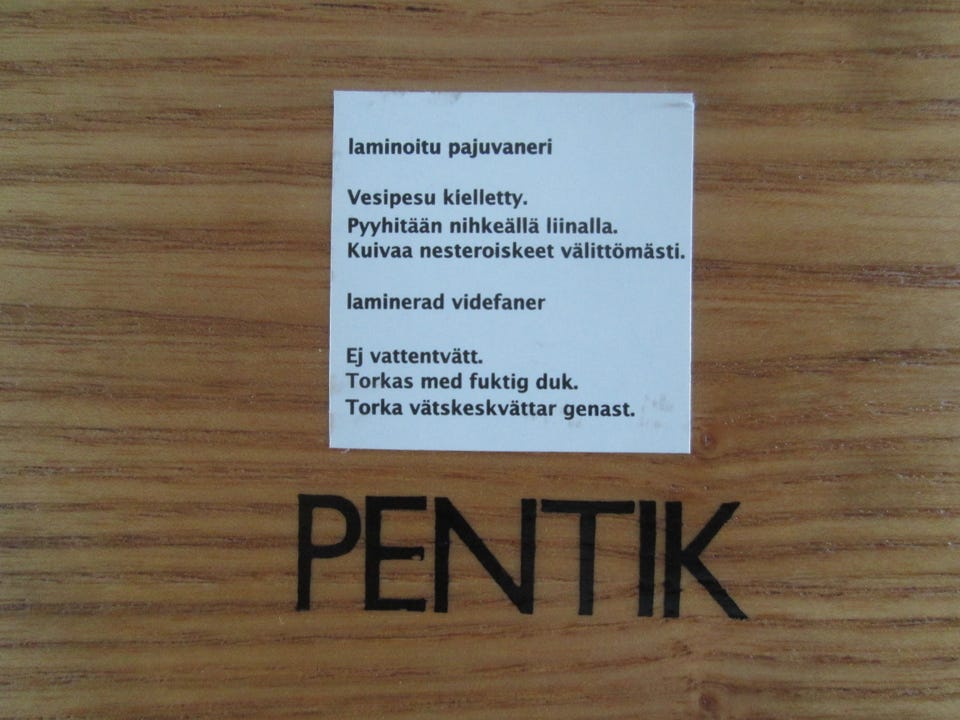 laminoitu pajuvaneri
Vesipesu kielletty.
Pyyhitään nihkeällä liinalla.
Kuivaa nesteroiskeet välittömästi.
laminerad videfaner
Ej vattentvätt.
Torkas med fuktig duk.
Torka vätskeskvättar genast.
PENTIK